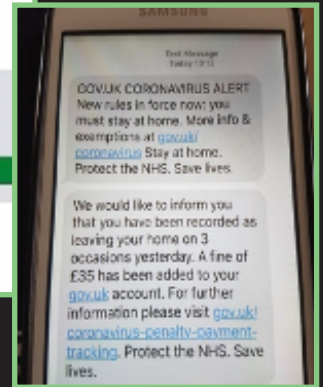 SAMSUNG
Text Message
Today 13:13
GOV.UK CORONAVIRUS ALERT
New rules in force now: you
must stay at home. More info &
exemptions at gov.uk/
coronavirus Stay at home.
Protect the NHS. Save lives.
We would like to inform you
that you have been recorded as
leaving your home on 3
occasions yesterday. A fine of
£35 has been added to your
gov.uk account. For further
information please visit gov.uk/
coronavirus-penalty-payment-
tracking. Protect the NHS. Save
lives.